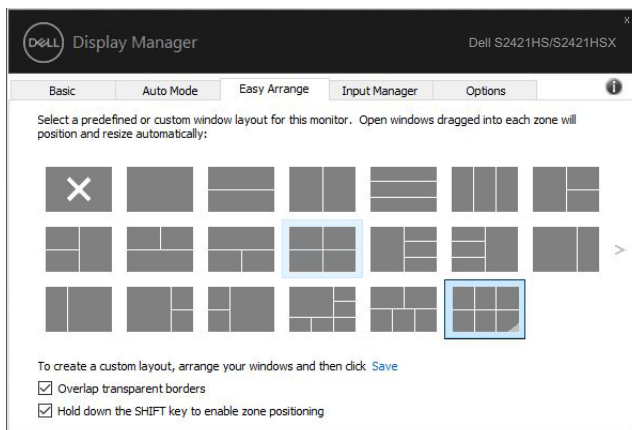 x
DELL Display Manager Dell S2421HS/S2421HSX
Basic Auto Mode Easy Arrange Input Manager Options i
Select a predefined or custom window layout for this monitor. Open windows dragged into each zone will
position and resize automatically:
>
To create a custom layout, arrange your windows and then click Save
Overlap transparent borders
Hold down the SHIFT key to enable zone positioning